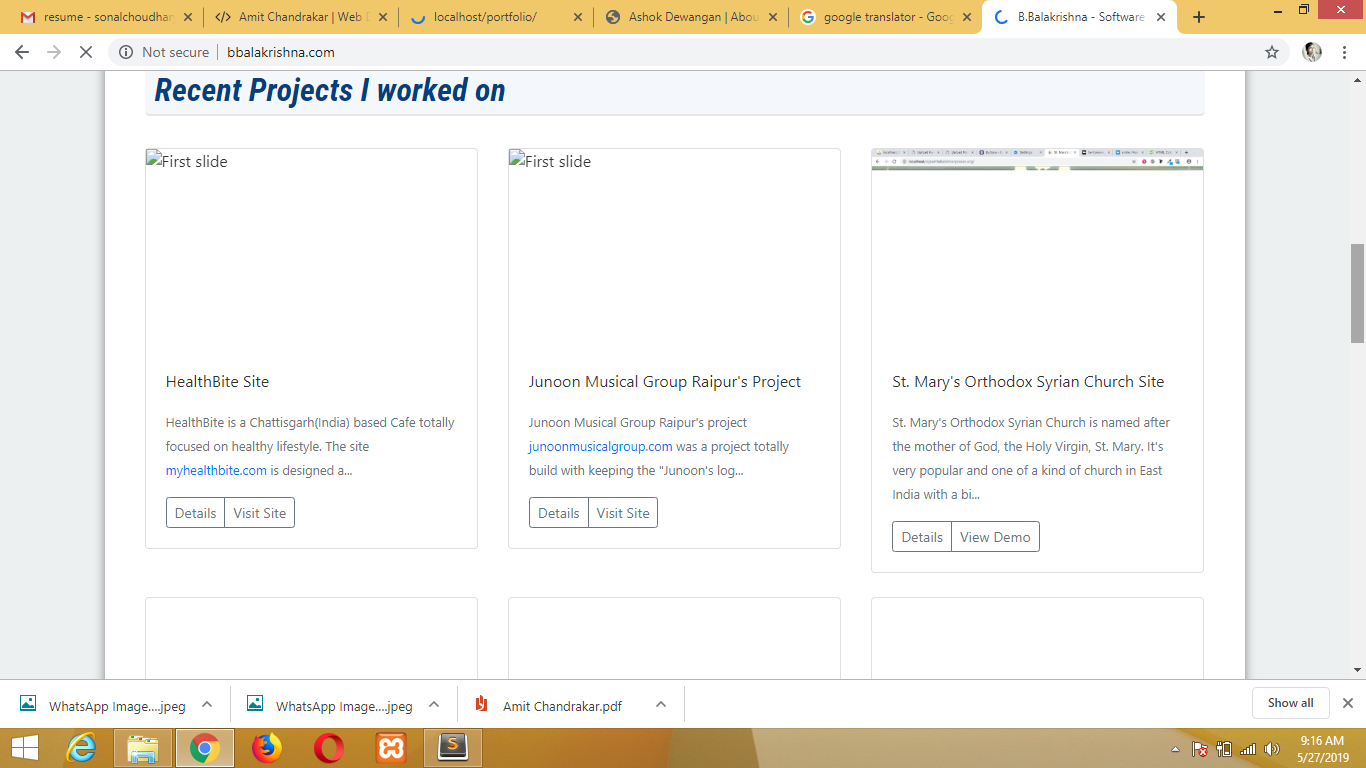 resume - sonalchoudhar
Amit Chandrakar | Web D
localhost/portfolio/
Ashok Dewangan | Abou
google translator - Goog
B.Balakrishna - Software
Not secure
bbalakrishna.com
Recent Projects I worked on
First slide
First slide
HealthBite Site
HealthBite is a Chattisgarh(India) based Cafe totally
focused on healthy lifestyle. The site
myhealthbite.com is designed a...
Details
Visit Site
Junoon Musical Group Raipur's Project
Junoon Musical Group Raipur's project
junoonmusicalgroup.com was a project totally
build with keeping the "Junoon's log...
Details
Visit Site
St. Mary's Orthodox Syrian Church Site
St. Mary's Orthodox Syrian Church is named after
the mother of God, the Holy Virgin, St. Mary. It's
very popular and one of a kind of church in East
India with a bi...
Details
View Demo
WhatsApp Image....jpeg
WhatsApp Image....jpeg
Amit Chandrakar.pdf
Show all
9:16 AM
5/27/2019